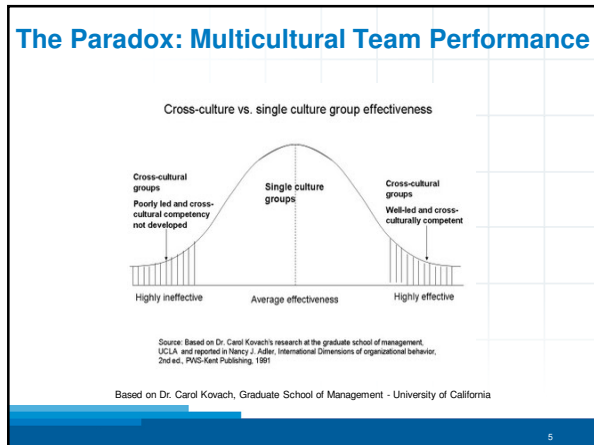 The Paradox: Multicultural Team Performance
Cross-culture vs. single culture group effectiveness
Cross-cultural
groups
Poorly led and cross-
cultural competency
not developed
Single culture
groups
Cross-cultural
groups
Well-led and cross-
culturally competent
Highly ineffective
Average effectiveness
Highly effective
Source: Based on Dr. Carol Kovach's research at the graduate school of management,
UCLA and reported in Nancy J. Adler, International Dimensions of organizational behavior,
2nd ed., PWS-Kent Publishing, 1991
Based on Dr. Carol Kovach, Graduate School of Management - University of California
5